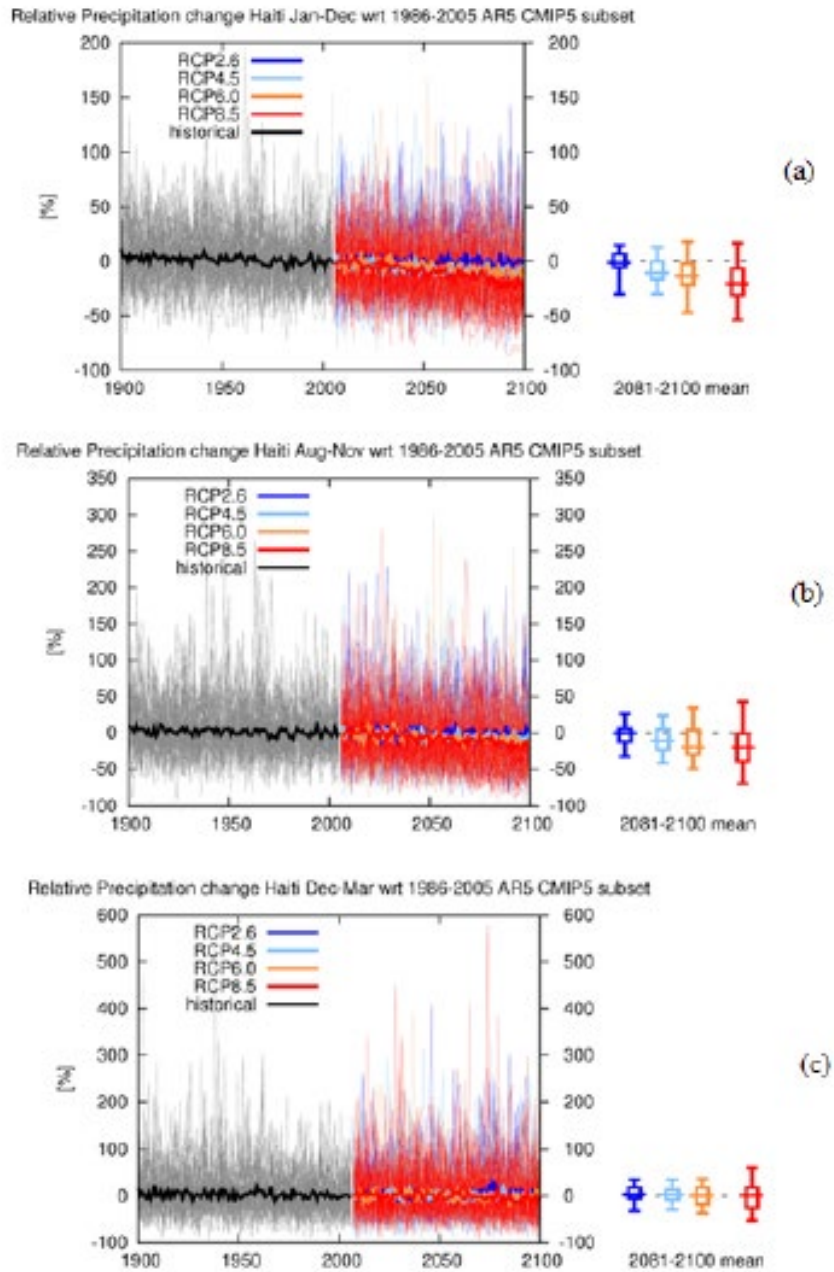 Relative Precipitation change Haiti Jan-Dec wrt 1986-2005 AR5 CMIP5 subset
200 200
RCP2.6
RCP4.5
150 150
RCP6.0
RCP8.5
historical
100 100
(a)
[%]
50 50
0 0
-50 -50
-100 -100
1900 1950 2000 2050 2100
2081-2100 mean
Relative Precipitation change Haiti Aug-Nov wrt 1986-2005 AR5 CMIP5 subset
350 350
RCP2.6
300 300
RCP4.5
RCP6.0
250 250
RCP8.5
historical
200 200
(b)
[%]
150 150
100 100
50 50
0 0
-50 -50
-100 -100
1900 1950 2000 2050 2100
2081-2100 mean
Relative Precipitation change Haiti Dec-Mar wrt 1986-2005 AR5 CMIP5 subset
600 600
RCP2.6
RCP4.5
500 500
RCP6.0
RCP8.5
400 400
historical
300 300
(c)
[%]
200 200
100 100
0 0
-100 -100
1900 1950 2000 2050 2100
2081-2100 mean